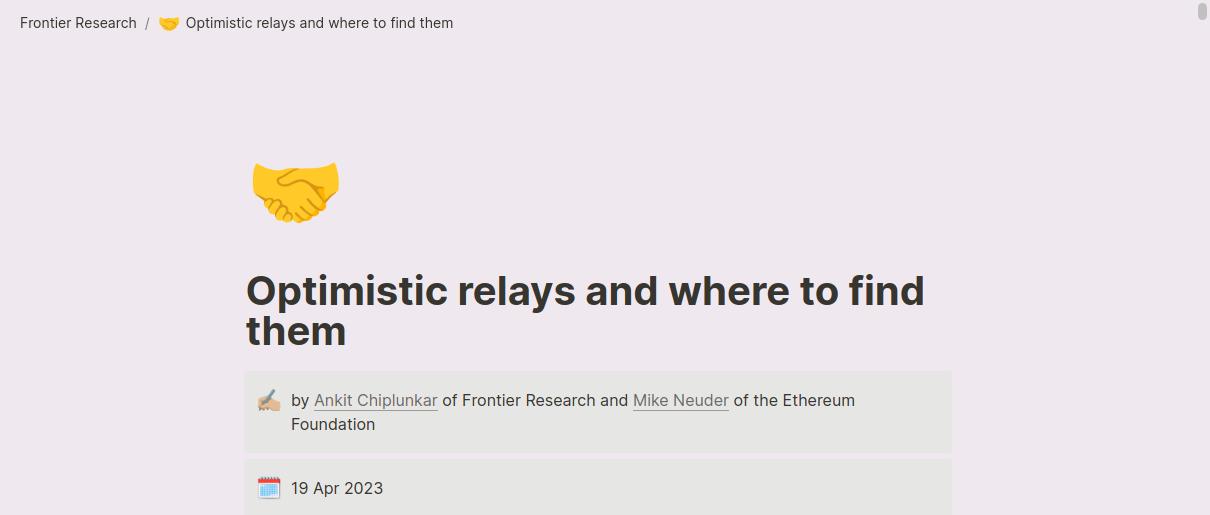 Frontier Research / Optimistic relays and where to find them
Optimistic relays and where to find
them
by Ankit Chiplunkar of Frontier Research and Mike Neuder of the Ethereum
Foundation
19 Apr 2023